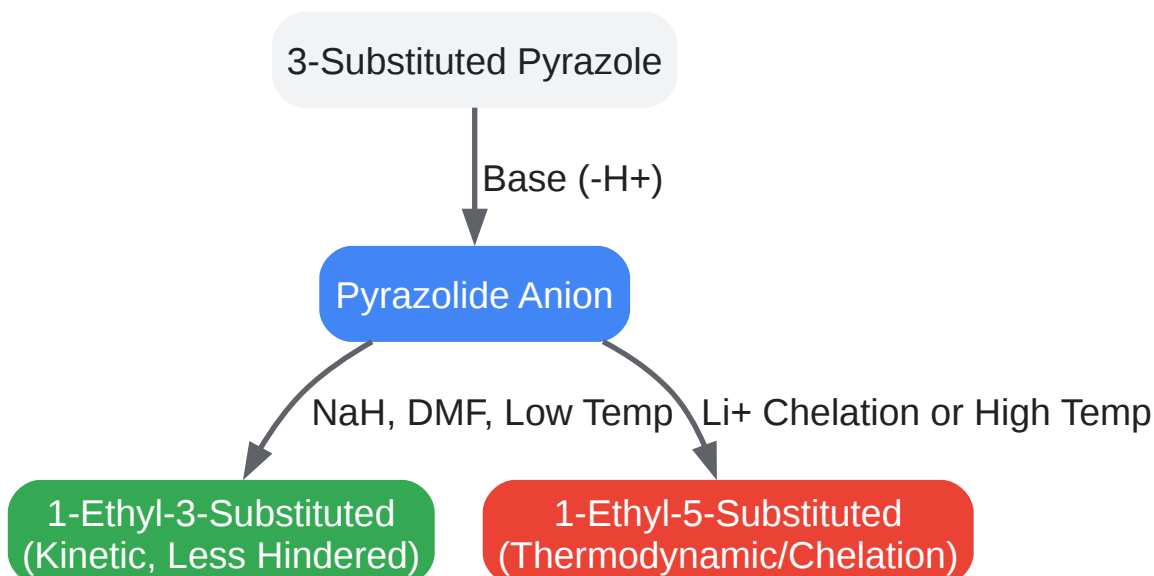 3-Substituted Pyrazole
Base (-H+)
Pyrazolide Anion
NaH, DMF, Low Temp
Li+ Chelation or High Temp
1-Ethyl-3-Substituted
(Kinetic, Less Hindered)
1-Ethyl-5-Substituted
(Thermodynamic/Chelation)